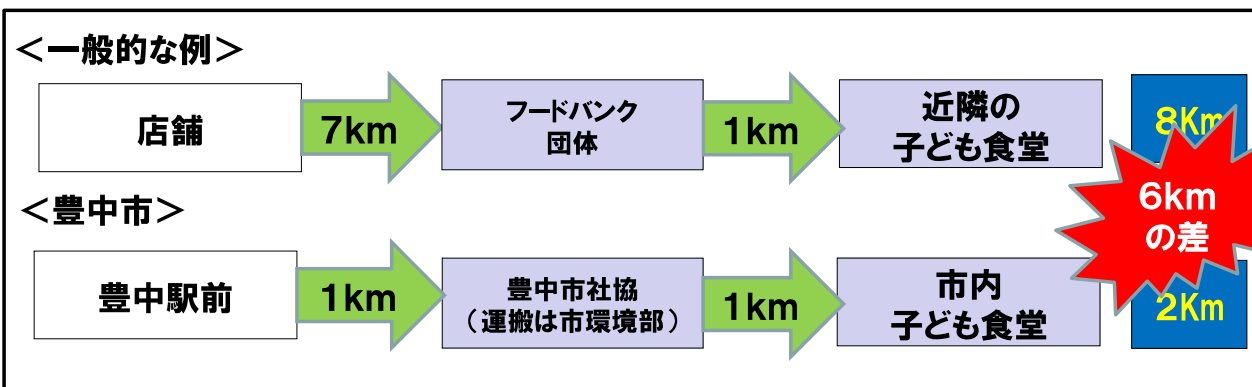 ＜一般的な例＞
店舗
7km
フードバンク
団体
1km
近隣の
子ども食堂
8Km
6km
の差
＜豊中市＞
豊中駅前
1km
豊中市社協
（運搬は市環境部）
1km
市内
子ども食堂
2Km